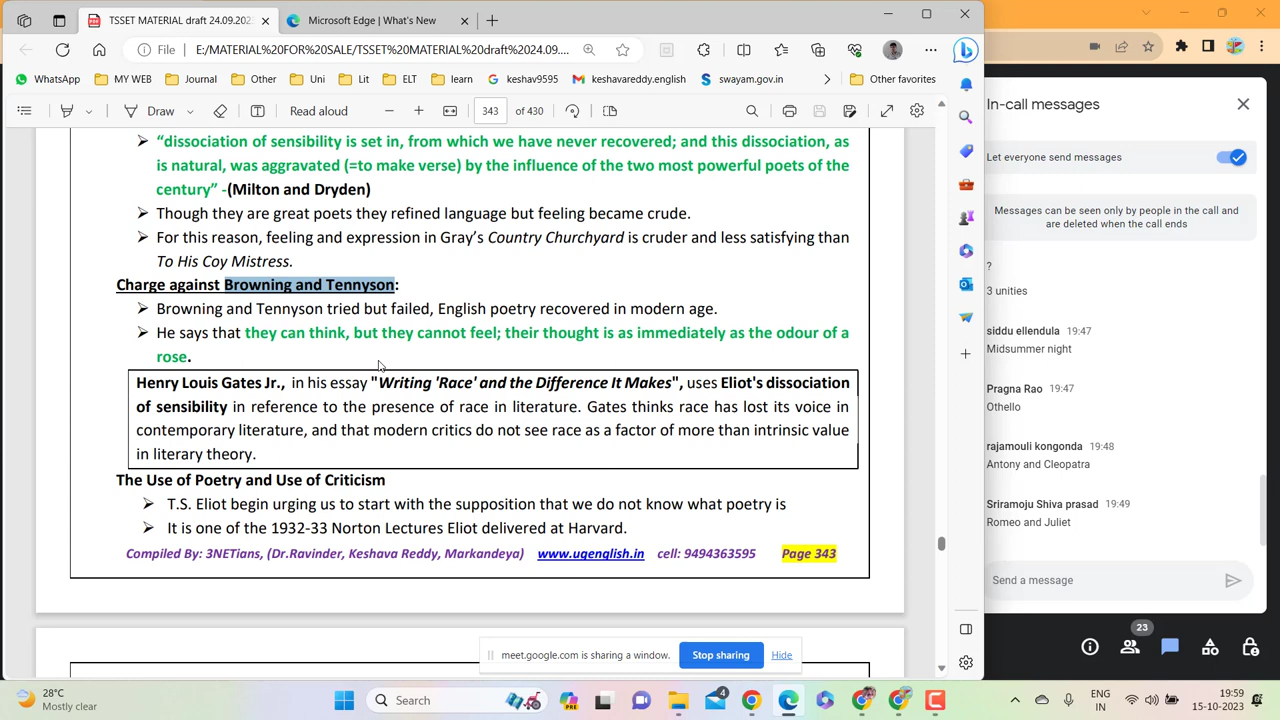 TSSET MATERIAL draft 24.09.202
Microsoft Edge | What's New
File
E:/MATERIAL%20FOR%20SALE/TSSET%20MATERIAL%20draft%2024.09....
WhatsApp
MY WEB
Journal
Other
Uni
Lit
ELT
learn
keshav9595
keshavareddy.english
swayam.gov.in
Other favorites
Draw
Read aloud
343
of 430
"dissociation of sensibility is set in, from which we have never recovered; and this dissociation, as
is natural, was aggravated (=to make verse) by the influence of the two most powerful poets of the
century" -(Milton and Dryden)
Though they are great poets they refined language but feeling became crude.
For this reason, feeling and expression in Gray's Country Churchyard is cruder and less satisfying than
To His Coy Mistress.
Charge against Browning and Tennyson:
Browning and Tennyson tried but failed, English poetry recovered in modern age.
He says that they can think, but they cannot feel; their thought is as immediately as the odour of a
rose.
Henry Louis Gates Jr., in his essay "Writing 'Race' and the Difference It Makes", uses Eliot's dissociation
of sensibility in reference to the presence of race in literature. Gates thinks race has lost its voice in
contemporary literature, and that modern critics do not see race as a factor of more than intrinsic value
in literary theory.
The Use of Poetry and Use of Criticism
T.S. Eliot begin urging us to start with the supposition that we do not know what poetry is
It is one of the 1932-33 Norton Lectures Eliot delivered at Harvard.
Compiled By: 3NETians, (Dr.Ravinder, Keshava Reddy, Markandeya) www.ugenglish.in cell: 9494363595 Page 343
meet.google.com is sharing a window.
Stop sharing
Hide
In-call messages
Let everyone send messages
Messages can be seen only by people in the call and
are deleted when the call ends
?
3 unities
siddu ellendula 19:47
Midsummer night
Pragna Rao 19:47
Othello
rajamouli kongonda 19:48
Antony and Cleopatra
Sriramoju Shiva prasad 19:49
Romeo and Juliet
Send a message
23
28°C
Mostly clear
Search
PRE
4
ENG
IN
19:59
15-10-2023